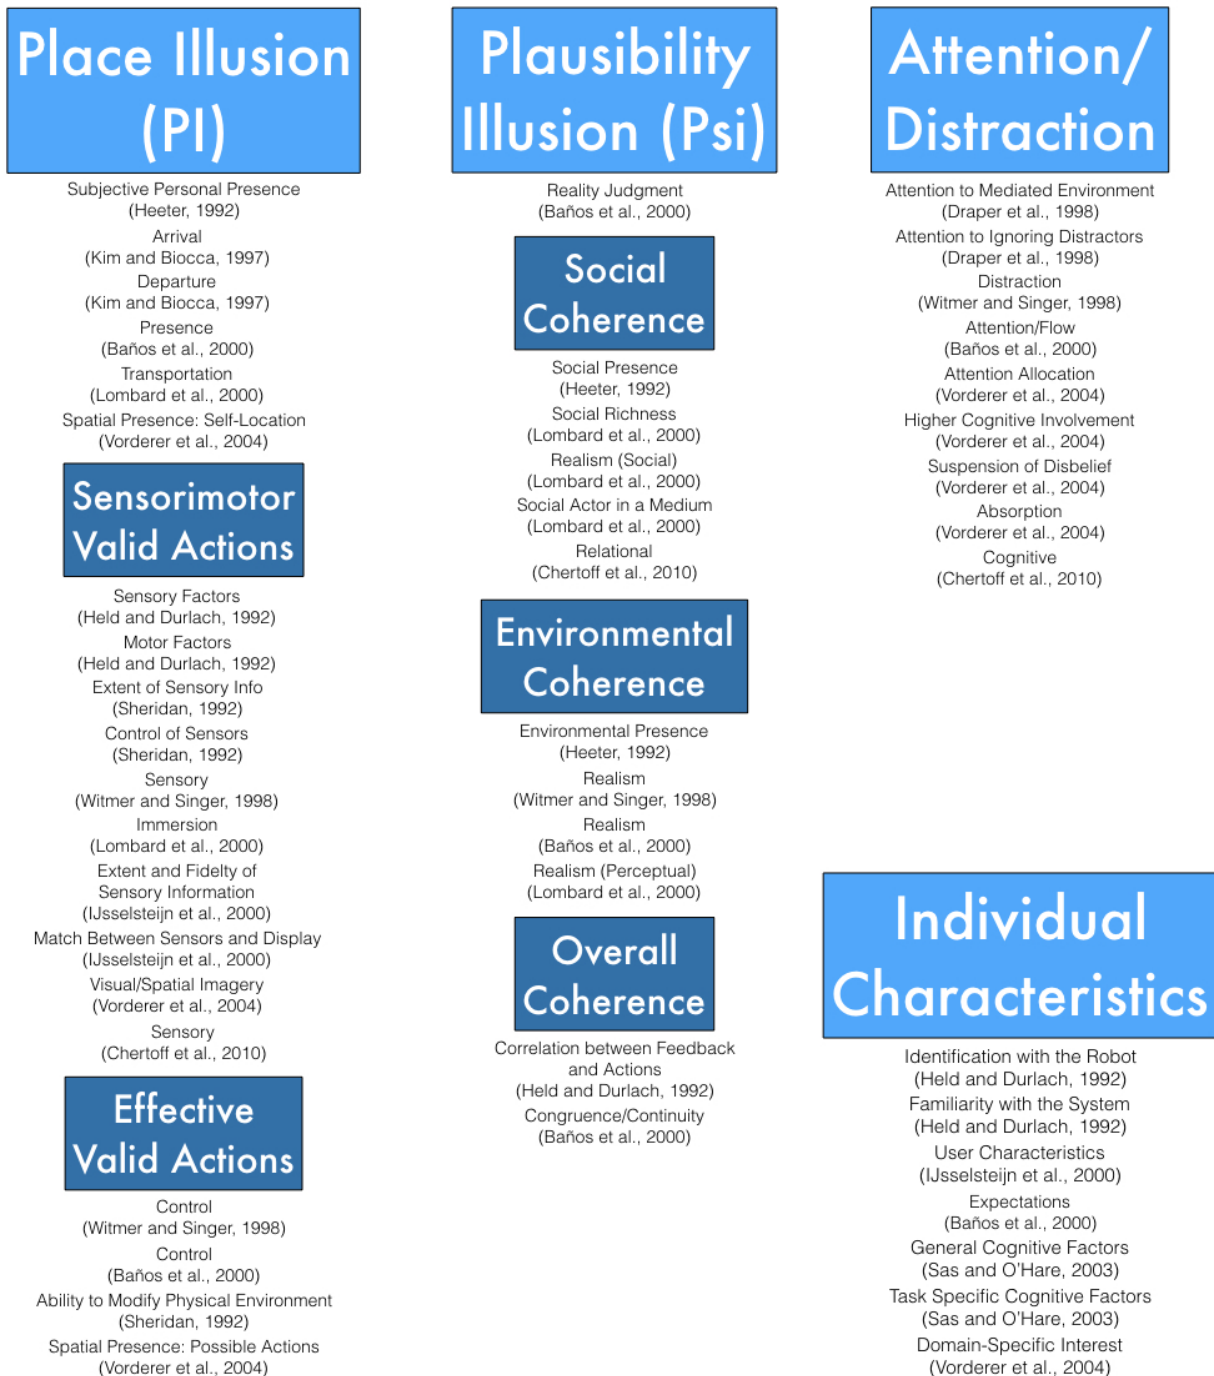 Place Illusion
(PI)
Subjective Personal Presence
(Heeter, 1992)
Arrival
(Kim and Biocca, 1997)
Departure
(Kim and Biocca, 1997)
Presence
(Baños et al., 2000)
Transportation
(Lombard et al., 2000)
Spatial Presence: Self-Location
(Vorderer et al., 2004)
Sensorimotor
Valid Actions
Sensory Factors
(Held and Durlach, 1992)
Motor Factors
(Held and Durlach, 1992)
Extent of Sensory Info
(Sheridan, 1992)
Control of Sensors
(Sheridan, 1992)
Sensory
(Witmer and Singer, 1998)
Immersion
(Lombard et al., 2000)
Extent and Fidelty of
Sensory Information
(IJsselsteijn et al., 2000)
Match Between Sensors and Display
(IJsselsteijn et al., 2000)
Visual/Spatial Imagery
(Vorderer et al., 2004)
Sensory
(Chertoff et al., 2010)
Effective
Valid Actions
Control
(Witmer and Singer, 1998)
Control
(Baños et al., 2000)
Ability to Modify Physical Environment
(Sheridan, 1992)
Spatial Presence: Possible Actions
(Vorderer et al., 2004)
Plausibility
Illusion (Psi)
Reality Judgment
(Baños et al., 2000)
Social
Coherence
Social Presence
(Heeter, 1992)
Social Richness
(Lombard et al., 2000)
Realism (Social)
(Lombard et al., 2000)
Social Actor in a Medium
(Lombard et al., 2000)
Relational
(Chertoff et al., 2010)
Environmental
Coherence
Environmental Presence
(Heeter, 1992)
Realism
(Witmer and Singer, 1998)
Realism
(Baños et al., 2000)
Realism (Perceptual)
(Lombard et al., 2000)
Overall
Coherence
Correlation between Feedback
and Actions
(Held and Durlach, 1992)
Congruence/Continuity
(Baños et al., 2000)
Attention/
Distraction
Attention to Mediated Environment
(Draper et al., 1998)
Attention to Ignoring Distractors
(Draper et al., 1998)
Distraction
(Witmer and Singer, 1998)
Attention/Flow
(Baños et al., 2000)
Attention Allocation
(Vorderer et al., 2004)
Higher Cognitive Involvement
(Vorderer et al., 2004)
Suspension of Disbelief
(Vorderer et al., 2004)
Absorption
(Vorderer et al., 2004)
Cognitive
(Chertoff et al., 2010)
Individual
Characteristics
Identification with the Robot
(Held and Durlach, 1992)
Familiarity with the System
(Held and Durlach, 1992)
User Characteristics
(IJsselsteijn et al., 2000)
Expectations
(Baños et al., 2000)
General Cognitive Factors
(Sas and O'Hare, 2003)
Task Specific Cognitive Factors
(Sas and O'Hare, 2003)
Domain-Specific Interest
(Vorderer et al., 2004)